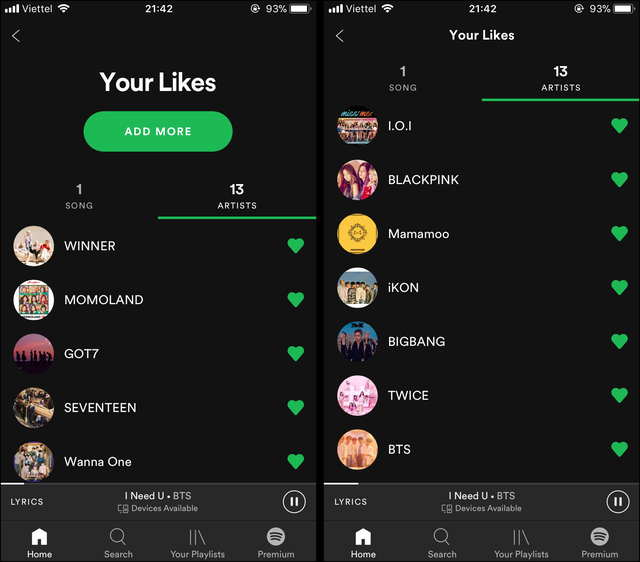 Viettel 21:42 93%
Your Likes
ADD MORE
1 13
SONG ARTISTS
WINNER
MOMOLAND
GOT7
SEVENTEEN
Wanna One
LYRICS
I Need U • BTS
Devices Available
Home Search Your Playlists Premium
Viettel 21:42 93%
Your Likes
1 13
SONG ARTISTS
I.O.I
BLACKPINK
Mamamoo
iKON
BIGBANG
TWICE
BTS
LYRICS
I Need U • BTS
Devices Available
Home Search Your Playlists Premium